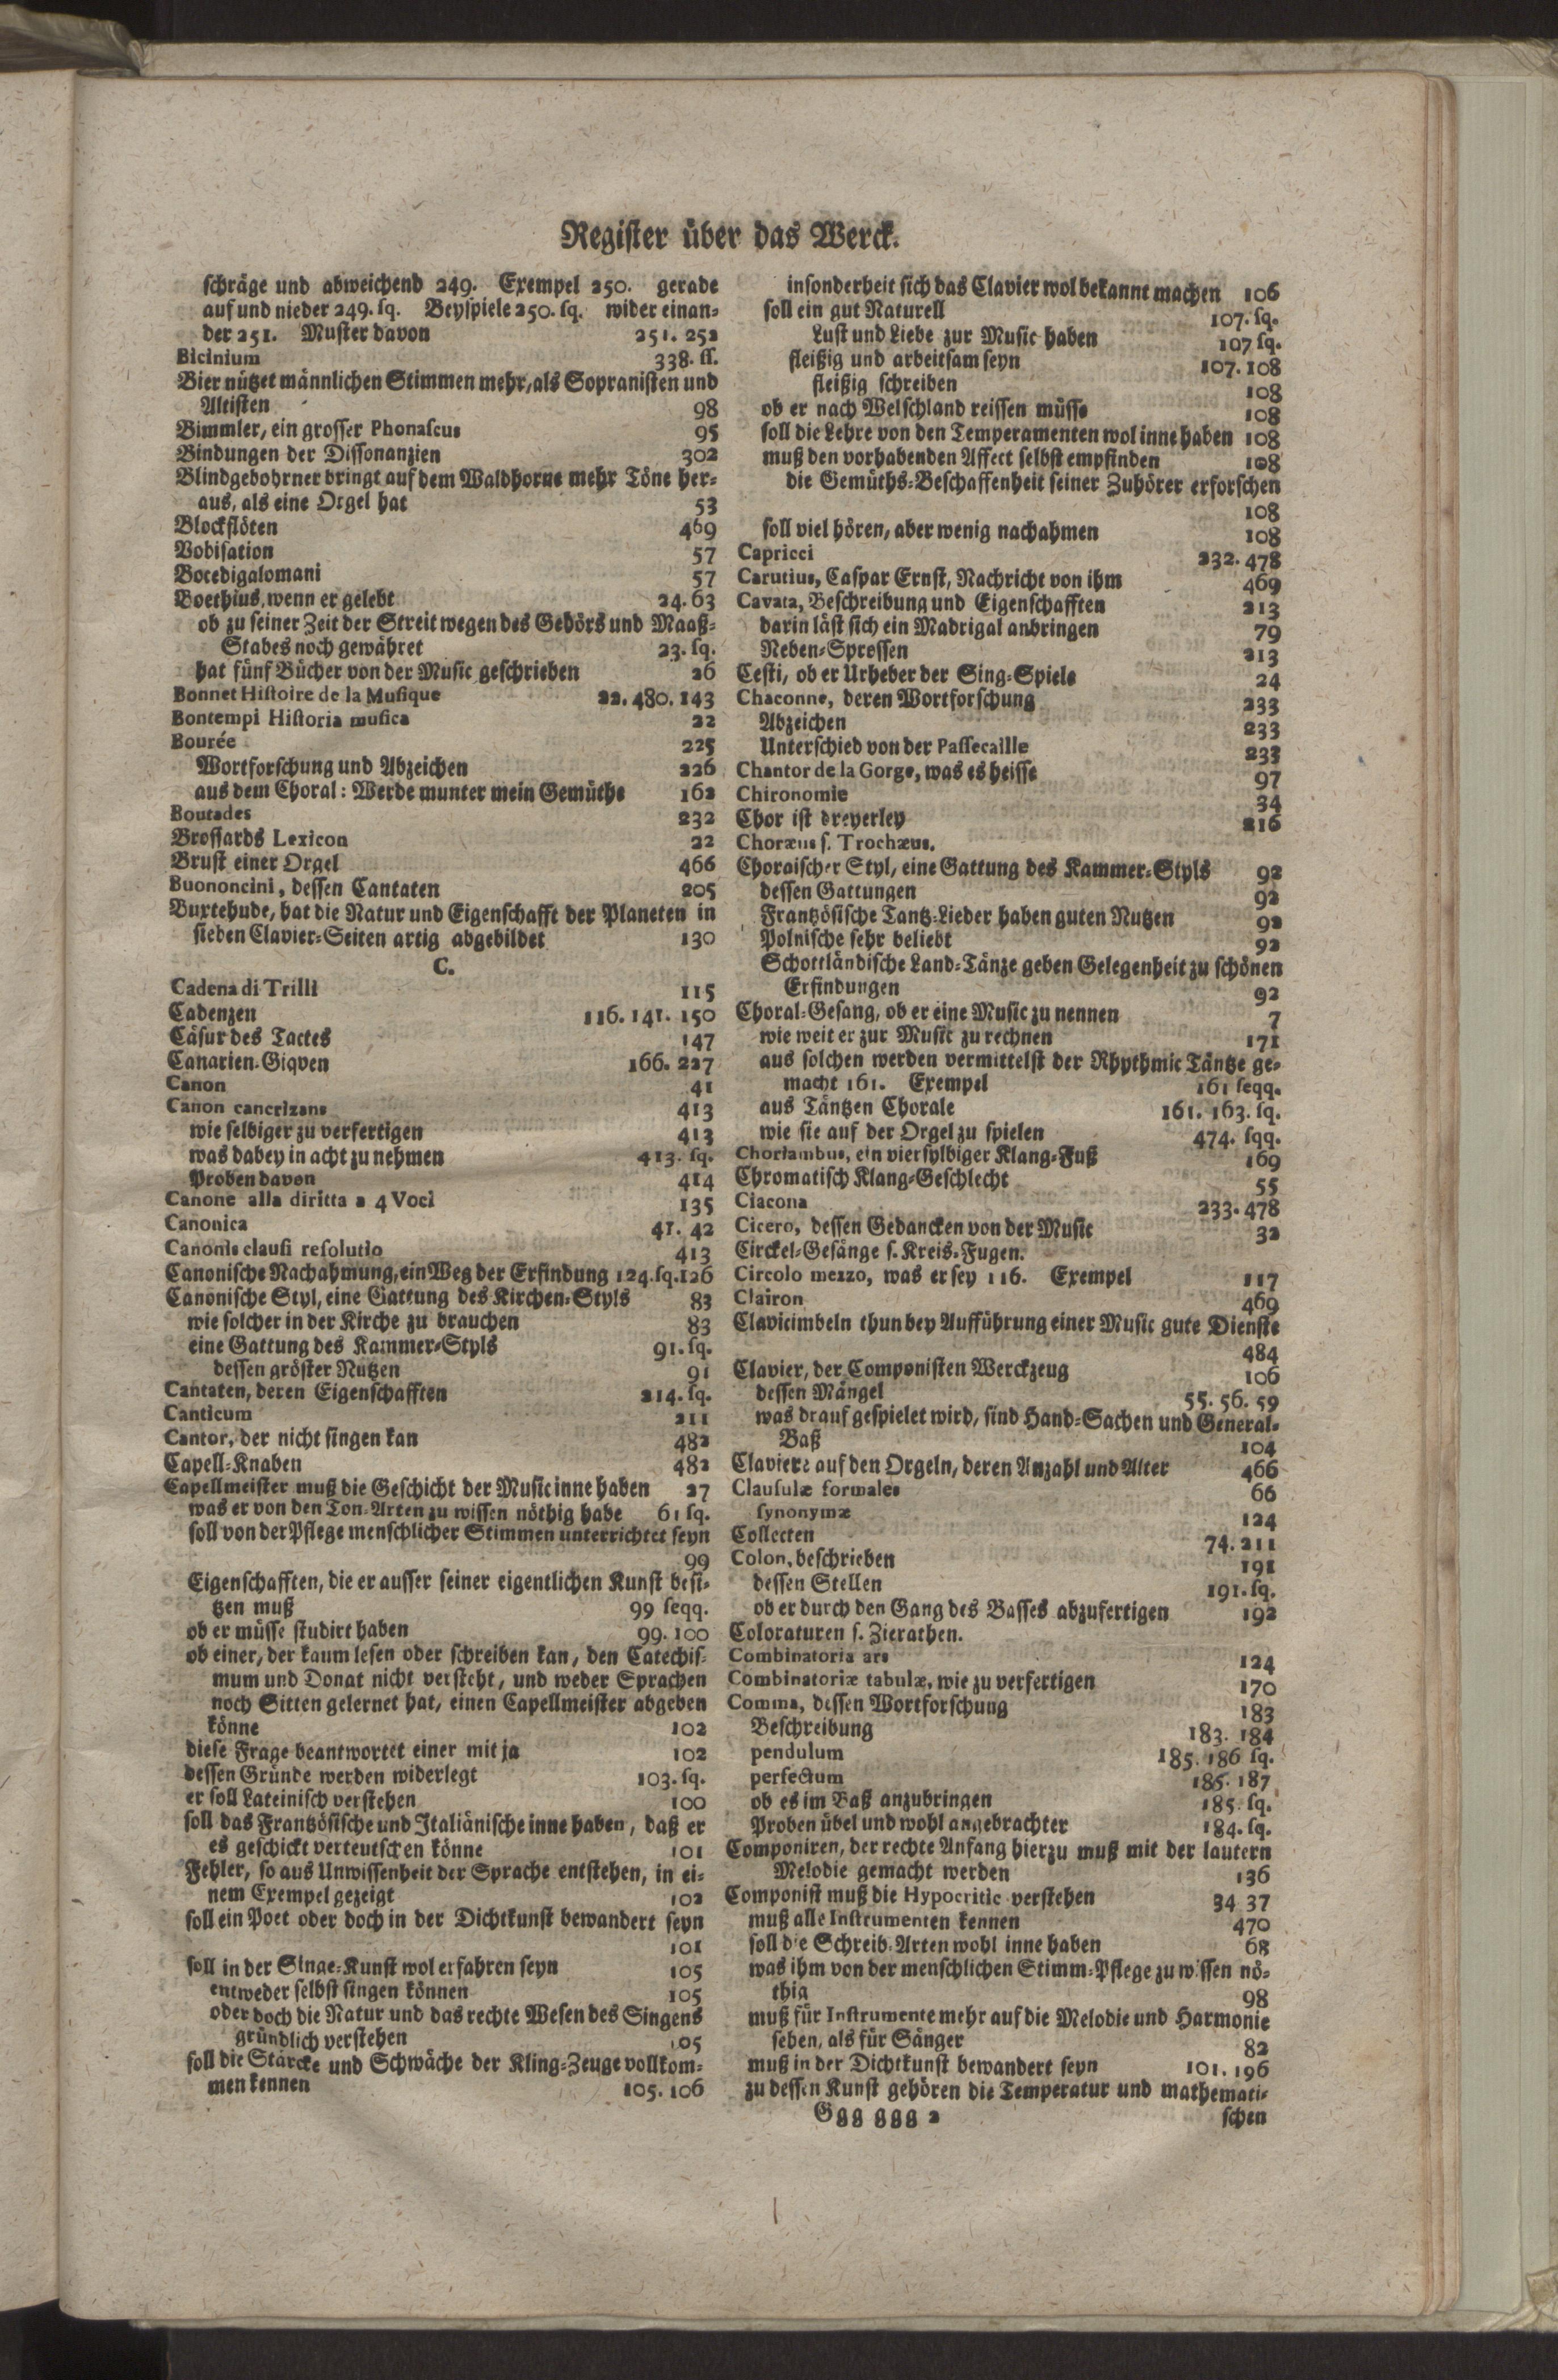 Register über das Werck.
schräge und abweichend 249. Exempel 250. gerade
auf und nieder 249. sq. Beyspiele 250. sq. wider einan-
der 251. Muster davon 251. 252
Bicinium 338. ss.
Bier nützet männlichen Stimmen mehr, als Sopranisten und
Altisten 98
Bimmler, ein grosser Phonascus 95
Bindungen der Dissonanzien 302
Blindgebohrner bringt auf dem Waldhorne mehr Töne her-
aus, als eine Orgel hat 53
Blockflöten 469
Bobisation 57
Bocedigalomani 57
Boethius, wenn er gelebt 24. 63
ob zu seiner Zeit der Streit wegen des Gehörs und Maaß-
Stabes noch gewähret 23. sq.
hat fünf Bücher von der Music geschrieben 26
Bonnet Histoire de la Musique 22. 480. 143
Bontempi Historia musica 22
Bourée 225
Wortforschung und Abzeichen 226
aus dem Choral: Werde munter mein Gemüthe 162
Boutades 232
Brossards Lexicon 22
Brust einer Orgel 466
Buononcini, dessen Cantaten 205
Buxtehude, hat die Natur und Eigenschafft der Planeten in
sieben Clavier-Seiten artig abgebildet 130
C.
Cadena di Trilli 115
Cadenzen 116. 141. 150
Cäsur des Tactes 147
Canarien-Giqven 166. 227
Canon 41
Canon cancrizans 413
wie selbiger zu verfertigen 413
was dabey in acht zu nehmen 413. sq.
Proben davon 414
Canone alla diritta a 4 Voci 135
Canonica 41. 42
Canonis clausi resolutio 413
Canonische Nachahmung, ein Weg der Erfindung 124. sq. 126
Canonische Styl, eine Gattung des Kirchen-Styls 83
wie solcher in der Kirche zu brauchen 83
eine Gattung des Kammer-Styls 91. sq.
dessen gröster Nutzen 91
Cantaten, deren Eigenschafften 214. sq.
Canticum 211
Cantor, der nicht singen kan 482
Capell-Knaben 482
Capellmeister muß die Geschicht der Music inne haben 27
was er von den Ton-Arten zu wissen nöthig habe 61 sq.
soll von der Pflege menschlicher Stimmen unterrichtet seyn
99
Eigenschafften, die er ausser seiner eigentlichen Kunst besi-
tzen muß 99 seqq.
ob er müsse studirt haben 99. 100
ob einer, der kaum lesen oder schreiben kan, den Catechis-
mum und Donat nicht versteht, und weder Sprachen
noch Sitten gelernet hat, einen Capellmeister abgeben
könne 102
diese Frage beantwortet einer mit ja 102
dessen Gründe werden widerlegt 103. sq.
er soll Lateinisch verstehen 100
soll das Frantzösische und Italiänische inne haben, daß er
es geschickt verteutschen könne 101
Fehler, so aus Unwissenheit der Sprache entstehen, in ei-
nem Exempel gezeigt 102
soll ein Poet oder doch in der Dichtkunst bewandert seyn
101
soll in der Singe-Kunst wol erfahren seyn 105
entweder selbst singen können 105
oder doch die Natur und das rechte Wesen des Singens
gründlich verstehen 105
soll die Stärcke und Schwäche der Kling-Zeuge vollkom-
men kennen 105. 106
insonderheit sich das Clavier wol bekannt machen 106
soll ein gut Naturell 107. sq.
Lust und Liebe zur Music haben 107 sq.
fleißig und arbeitsam seyn 107. 108
fleißig schreiben 108
ob er nach Welschland reissen müsse 108
soll die Lehre von den Temperamenten wol inne haben 108
muß den vorhabenden Affect selbst empfinden 108
die Gemüths-Beschaffenheit seiner Zuhörer erforschen
108
soll viel hören, aber wenig nachahmen 108
Capricci 232. 478
Carutius, Caspar Ernst, Nachricht von ihm 469
Cavata, Beschreibung und Eigenschafften 213
darin läst sich ein Madrigal anbringen 79
Neben-Sprossen 213
Cesti, ob er Urheber der Sing-Spiele 24
Chaconne, deren Wortforschung 233
Abzeichen 233
Unterschied von der Passecaille 233
Chantor de la Gorge, was es heisse 97
Chironomie 34
Chor ist dreyerley 216
Choræus s. Trochæus.
Choraischer Styl, eine Gattung des Kammer-Styls 92
dessen Gattungen 92
Frantzösische Tantz-Lieder haben guten Nutzen 92
Polnische sehr beliebt 92
Schottländische Land-Tänze geben Gelegenheit zu schönen
Erfindungen 92
Choral-Gesang, ob er eine Music zu nennen 7
wie weit er zur Music zu rechnen 171
aus solchen werden vermittelst der Rhythmic Täntze ge-
macht 161. Exempel 161 seqq.
aus Täntzen Chorale 161. 163. sq.
wie sie auf der Orgel zu spielen 474. sqq.
Choriambus, ein viersylbiger Klang-Fuß 169
Chromatisch Klang-Geschlecht 55
Ciacona 233. 478
Cicero, dessen Gedancken von der Music 32
Circkel-Gesänge s. Kreis-Fugen.
Circolo mezzo, was er sey 116. Exempel 117
Clairon 469
Clavicimbeln thun bey Aufführung einer Music gute Dienste
484
Clavier, der Componisten Werckzeug 106
dessen Mängel 55. 56. 59
was drauf gespielet wird, sind Hand-Sachen und General-
Baß 104
Claviere auf den Orgeln, deren Anzahl und Alter 466
Clausulæ formales 66
synonymæ 124
Collecten 74. 211
Colon, beschrieben 191
dessen Stellen 191. sq.
ob er durch den Gang des Basses abzufertigen 192
Coloraturen s. Zierathen.
Combinatoria ars 124
Combinatoriæ tabulæ, wie zu verfertigen 170
Comma, dessen Wortforschung 183
Beschreibung 183. 184
pendulum 185. 186 sq.
perfectum 185. 187
ob es im Baß anzubringen 185. sq.
Proben übel und wohl angebrachter 184. sq.
Componiren, der rechte Anfang hierzu muß mit der lautern
Melodie gemacht werden 136
Componist muß die Hypocritic verstehen 34 37
muß alle Instrumenten kennen 470
soll die Schreib-Arten wohl inne haben 68
was ihm von der menschlichen Stimm-Pflege zu wissen nö-
thig 98
muß für Instrumente mehr auf die Melodie und Harmonie
sehen, als für Sänger 82
muß in der Dichtkunst bewandert seyn 101. 196
zu dessen Kunst gehören die Temperatur und mathemati-
Ggg ggg 2 schen